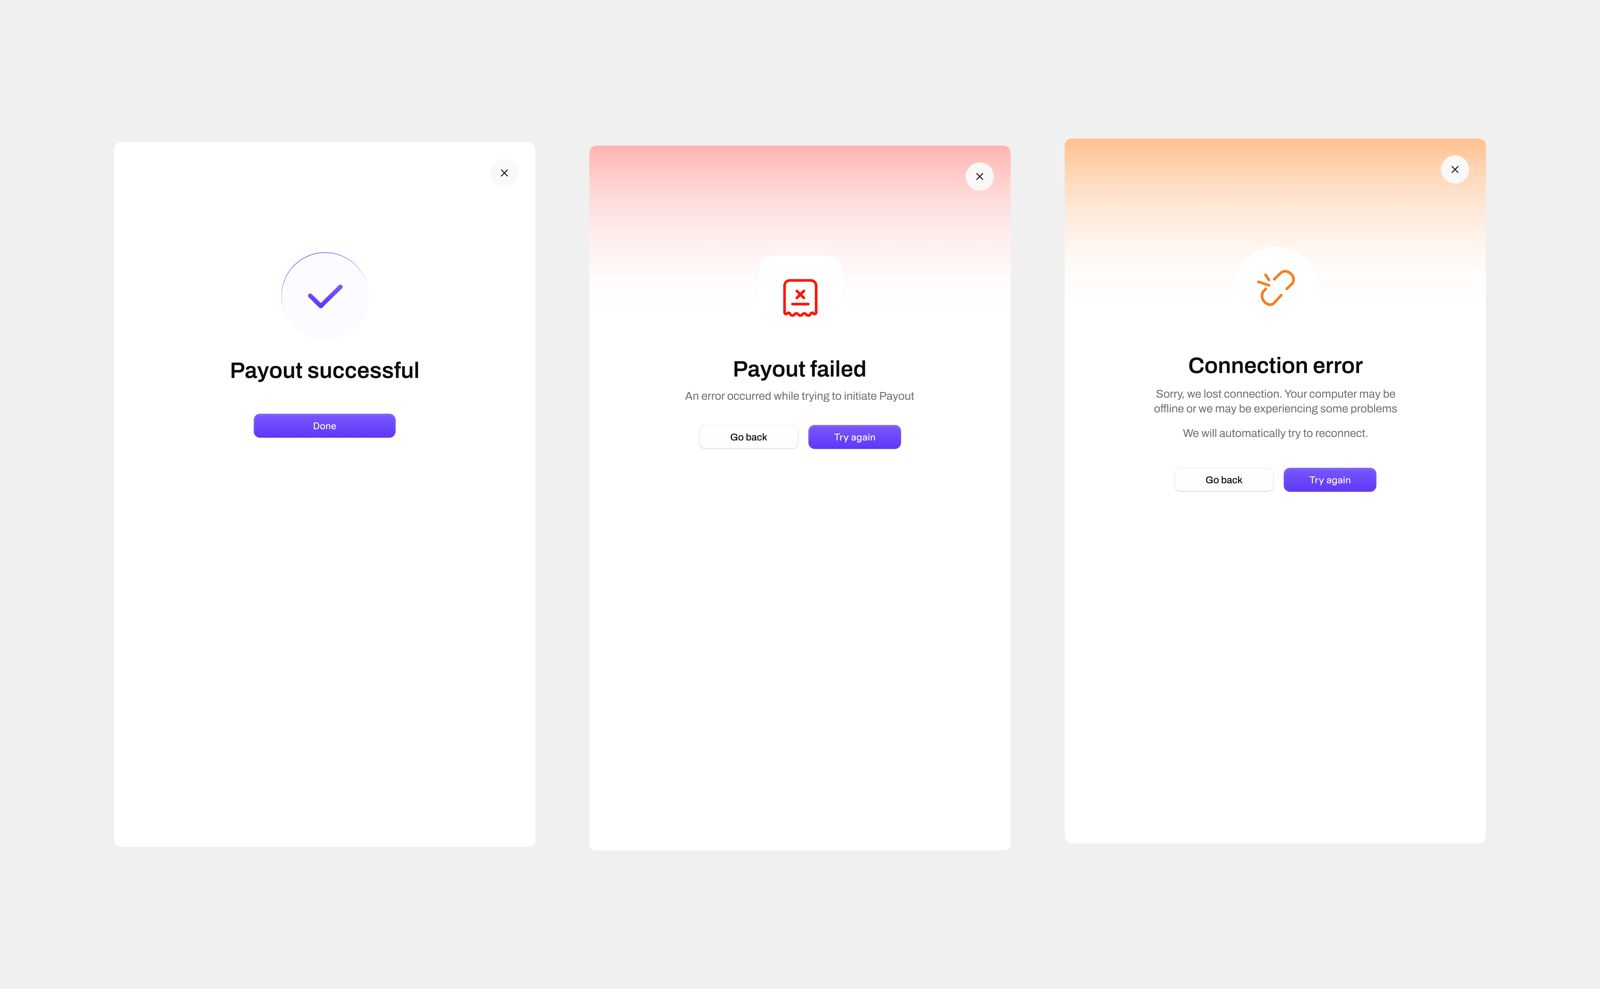 Payout successful
Done
Payout failed
An error occurred while trying to initiate Payout
Go back
Try again
Connection error
Sorry, we lost connection. Your computer may be
offline or we may be experiencing some problems
We will automatically try to reconnect.
Go back
Try again